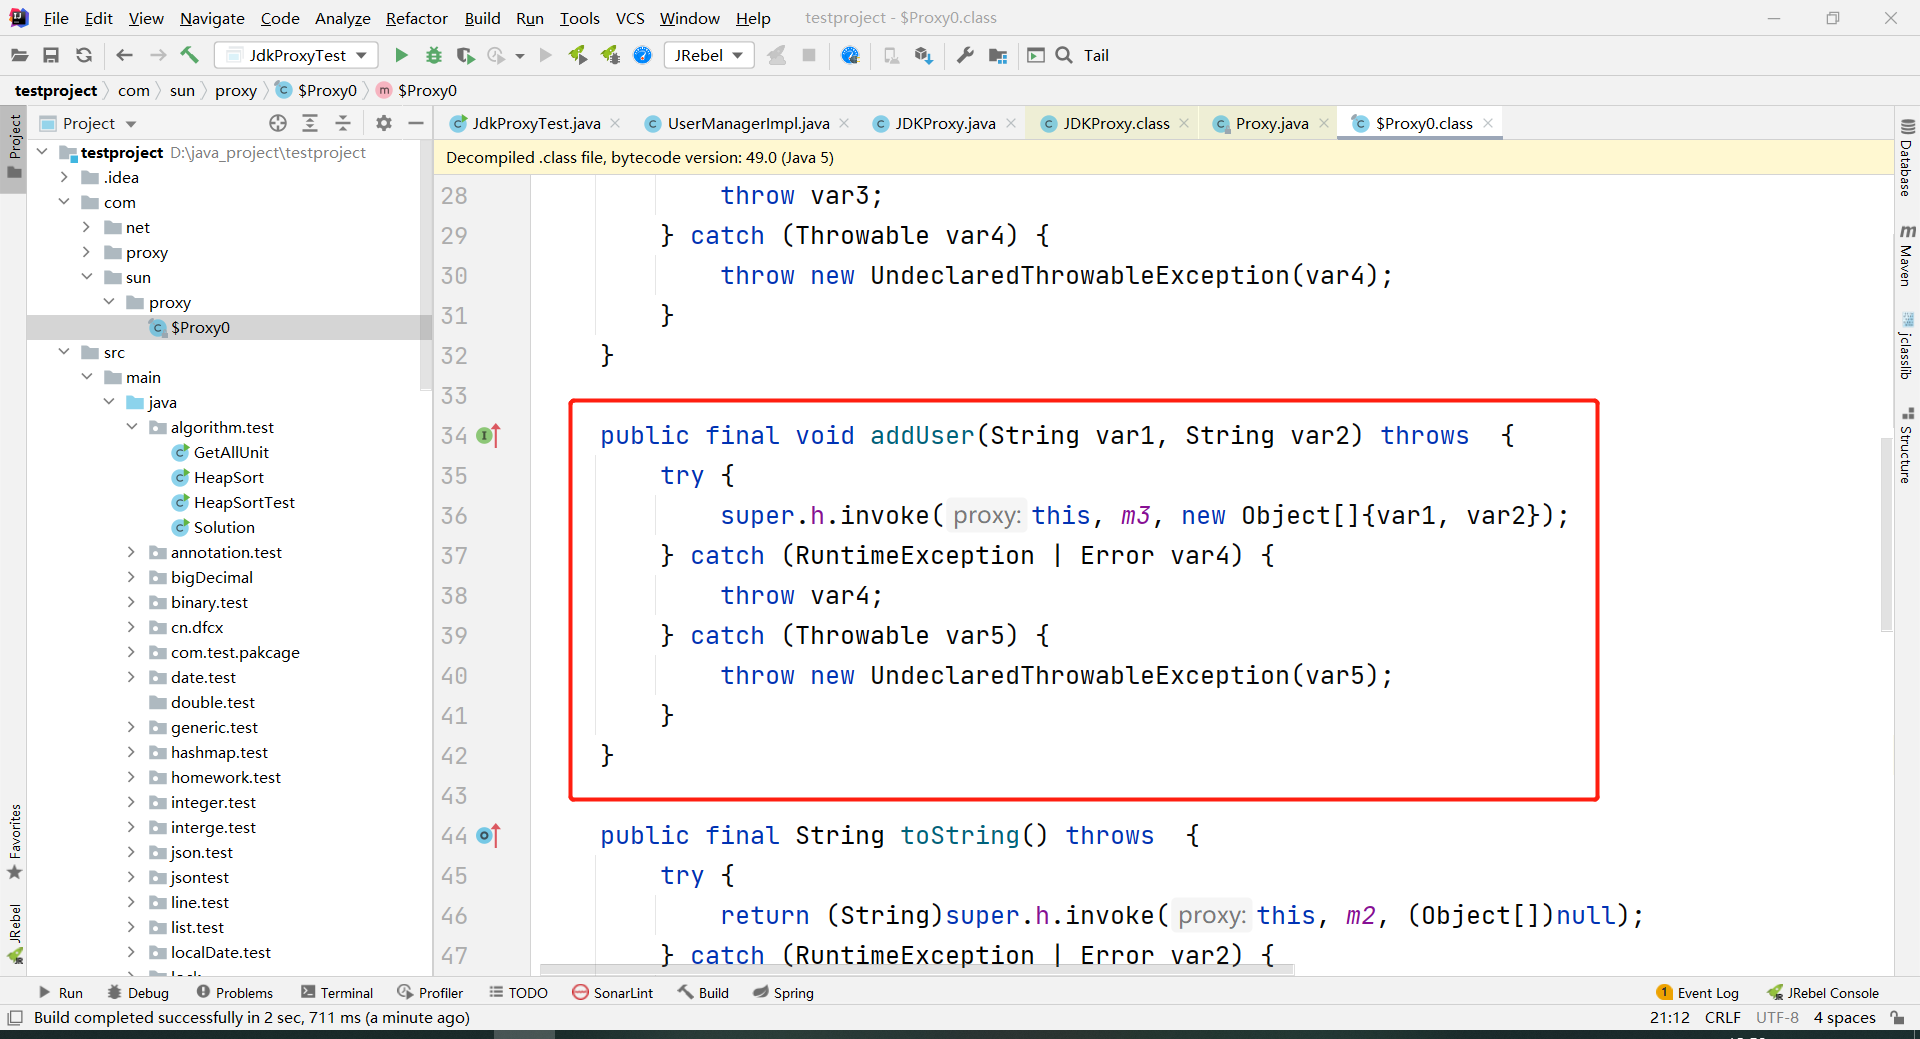 File Edit View Navigate Code Analyze Refactor Build Run Tools VCS Window Help testproject - $Proxy0.class
JdkProxyTest JRebel Tail
testproject com sun proxy $Proxy0 $Proxy0
Project
JdkProxyTest.java UserManagerImpl.java JDKProxy.java JDKProxy.class Proxy.java $Proxy0.class
Decompiled .class file, bytecode version: 49.0 (Java 5)
Project
testproject D:\java_project\testproject
.idea
com
net
proxy
sun
proxy
$Proxy0
src
main
java
algorithm.test
GetAllUnit
HeapSort
HeapSortTest
Solution
annotation.test
bigDecimal
binary.test
cn.dfcx
com.test.pakcage
date.test
double.test
generic.test
hashmap.test
homework.test
integer.test
interge.test
json.test
jsontest
line.test
list.test
localDate.test
Favorites
JRebel
28 throw var3;
29 } catch (Throwable var4) {
30 throw new UndeclaredThrowableException(var4);
31 }
32 }
33
34 public final void addUser(String var1, String var2) throws  {
35 try {
36 super.h.invoke( proxy: this, m3, new Object[]{var1, var2});
37 } catch (RuntimeException | Error var4) {
38 throw var4;
39 } catch (Throwable var5) {
40 throw new UndeclaredThrowableException(var5);
41 }
42 }
43
44 public final String toString() throws  {
45 try {
46 return (String)super.h.invoke( proxy: this, m2, (Object[])null);
47 } catch (RuntimeException | Error var2) {
Database
Maven
jclasslib
Structure
Run Debug Problems Terminal Profiler TODO SonarLint Build Spring 1 Event Log JRebel Console
Build completed successfully in 2 sec, 711 ms (a minute ago) 21:12 CRLF UTF-8 4 spaces